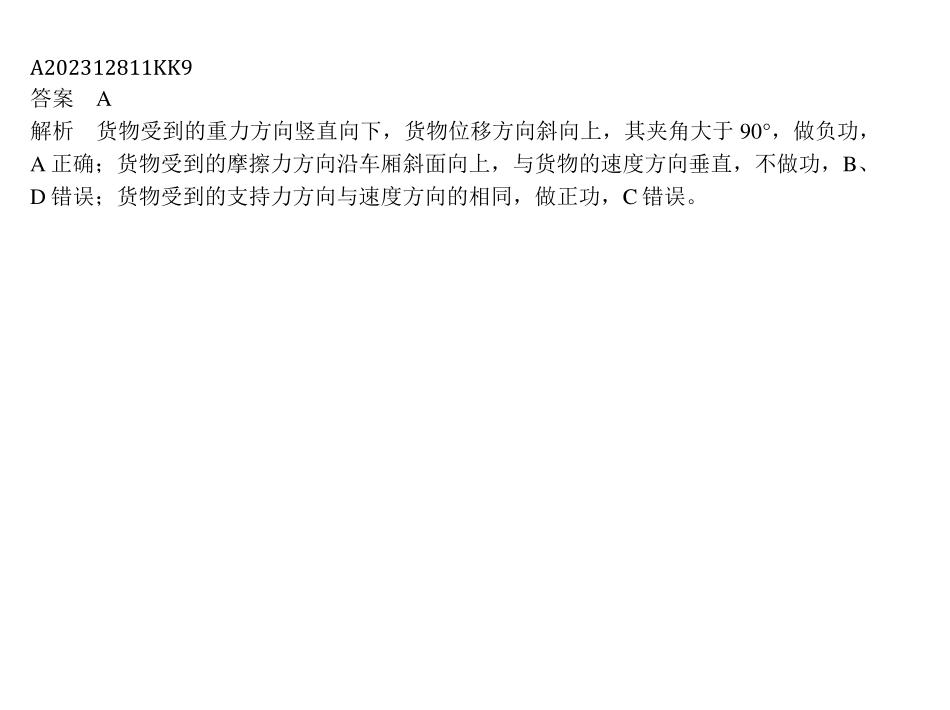 A202312811KK9
答案　A
解析　货物受到的重力方向竖直向下，货物位移方向斜向上，其夹角大于 90°，做负功，
A 正确；货物受到的摩擦力方向沿车厢斜面向上，与货物的速度方向垂直，不做功，B、
D 错误；货物受到的支持力方向与速度方向的相同，做正功，C 错误。